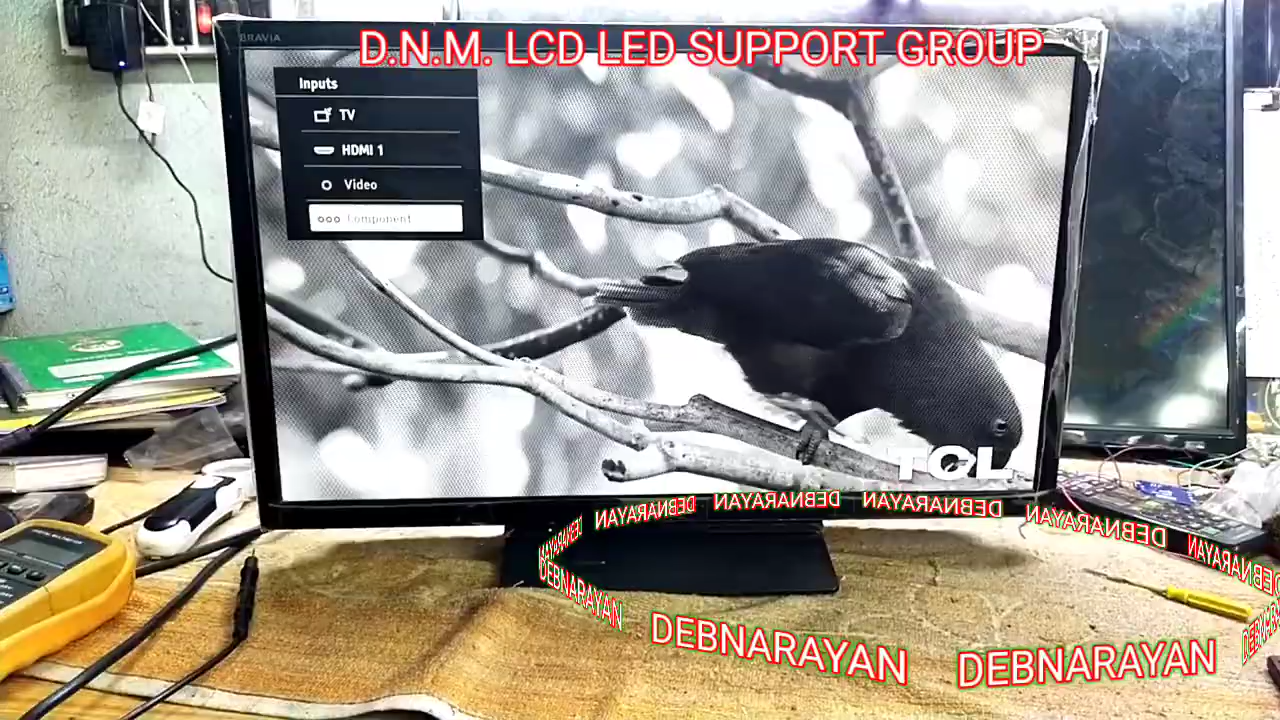 BRAVIA
D.N.M. LCD LED SUPPORT GROUP
Inputs
TV
HDMI 1
Video
Component
TCL
DEBNARAYAN DEBNARAYAN DEBNARAYAN DEBNARAYAN DEBNARAYAN
DEBNARAYAN
DEBNARAYAN
DEBNARAYAN DEBNARAYAN